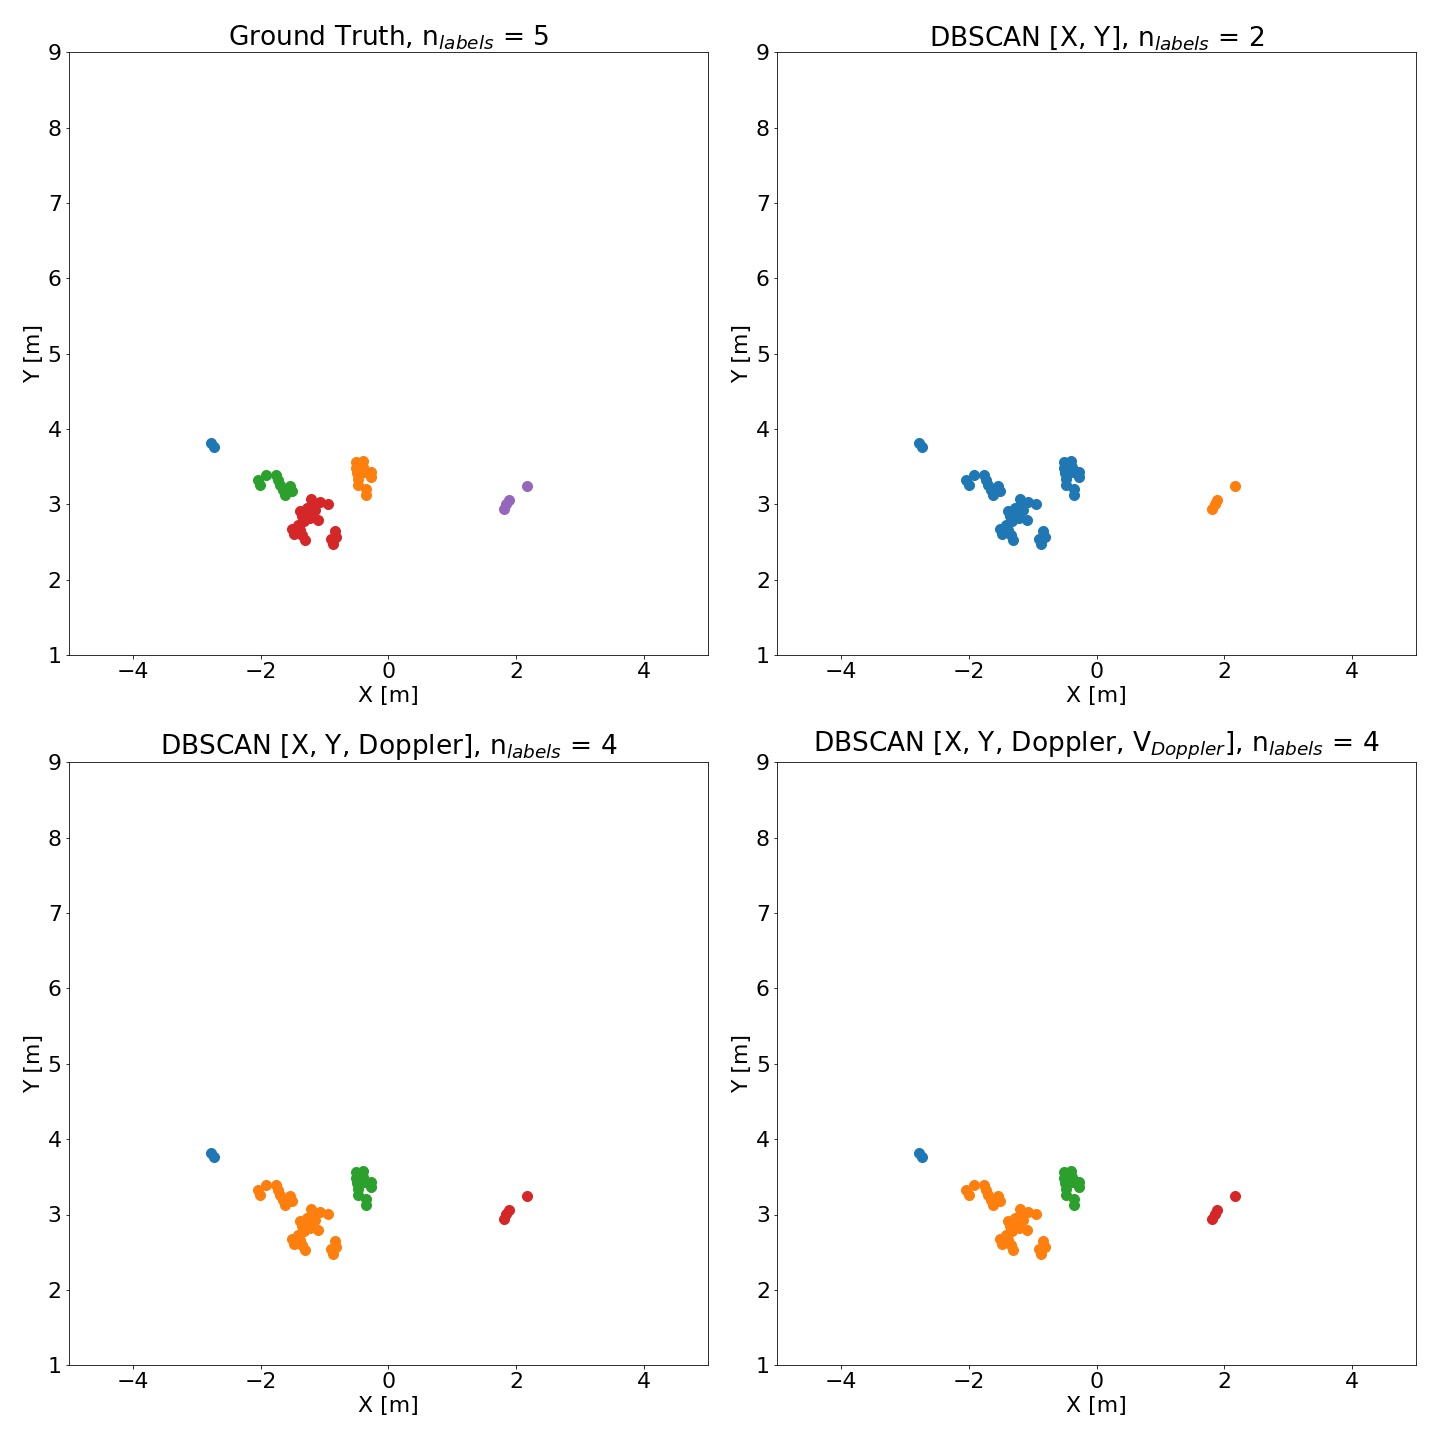 Ground Truth, n_labels = 5
9
8
7
6
5
4
3
2
1
Y [m]
−4 −2 0 2 4
X [m]
DBSCAN [X, Y], n_labels = 2
9
8
7
6
5
4
3
2
1
Y [m]
−4 −2 0 2 4
X [m]
DBSCAN [X, Y, Doppler], n_labels = 4
9
8
7
6
5
4
3
2
1
Y [m]
−4 −2 0 2 4
X [m]
DBSCAN [X, Y, Doppler, V_Doppler], n_labels = 4
9
8
7
6
5
4
3
2
1
Y [m]
−4 −2 0 2 4
X [m]